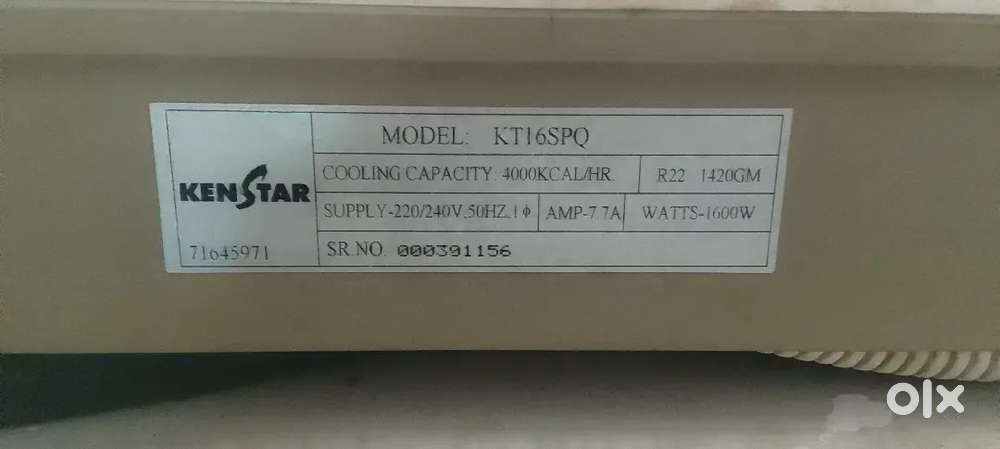 MODEL: KT16SPQ
KENSTAR
COOLING CAPACITY: 4000KCAL/HR. R22 1420GM
SUPPLY-220/240V,50HZ,1 ϕ AMP-7.7A WATTS-1600W
71645971 SR.NO. 000391156
olx